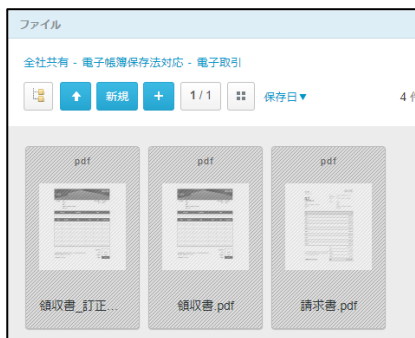 ファイル
全社共有 - 電子帳簿保存法対応 - 電子取引
新規 + 1 / 1 保存日▼ 4
pdf pdf pdf
領収書_訂正... 領収書.pdf 請求書.pdf